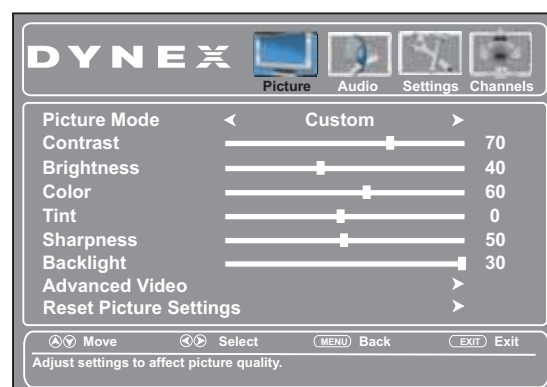 DYNEX
Picture Audio Settings Channels
Picture Mode Custom
Contrast 70
Brightness 40
Color 60
Tint 0
Sharpness 50
Backlight 30
Advanced Video
Reset Picture Settings
Move Select MENU Back EXIT Exit
Adjust settings to affect picture quality.